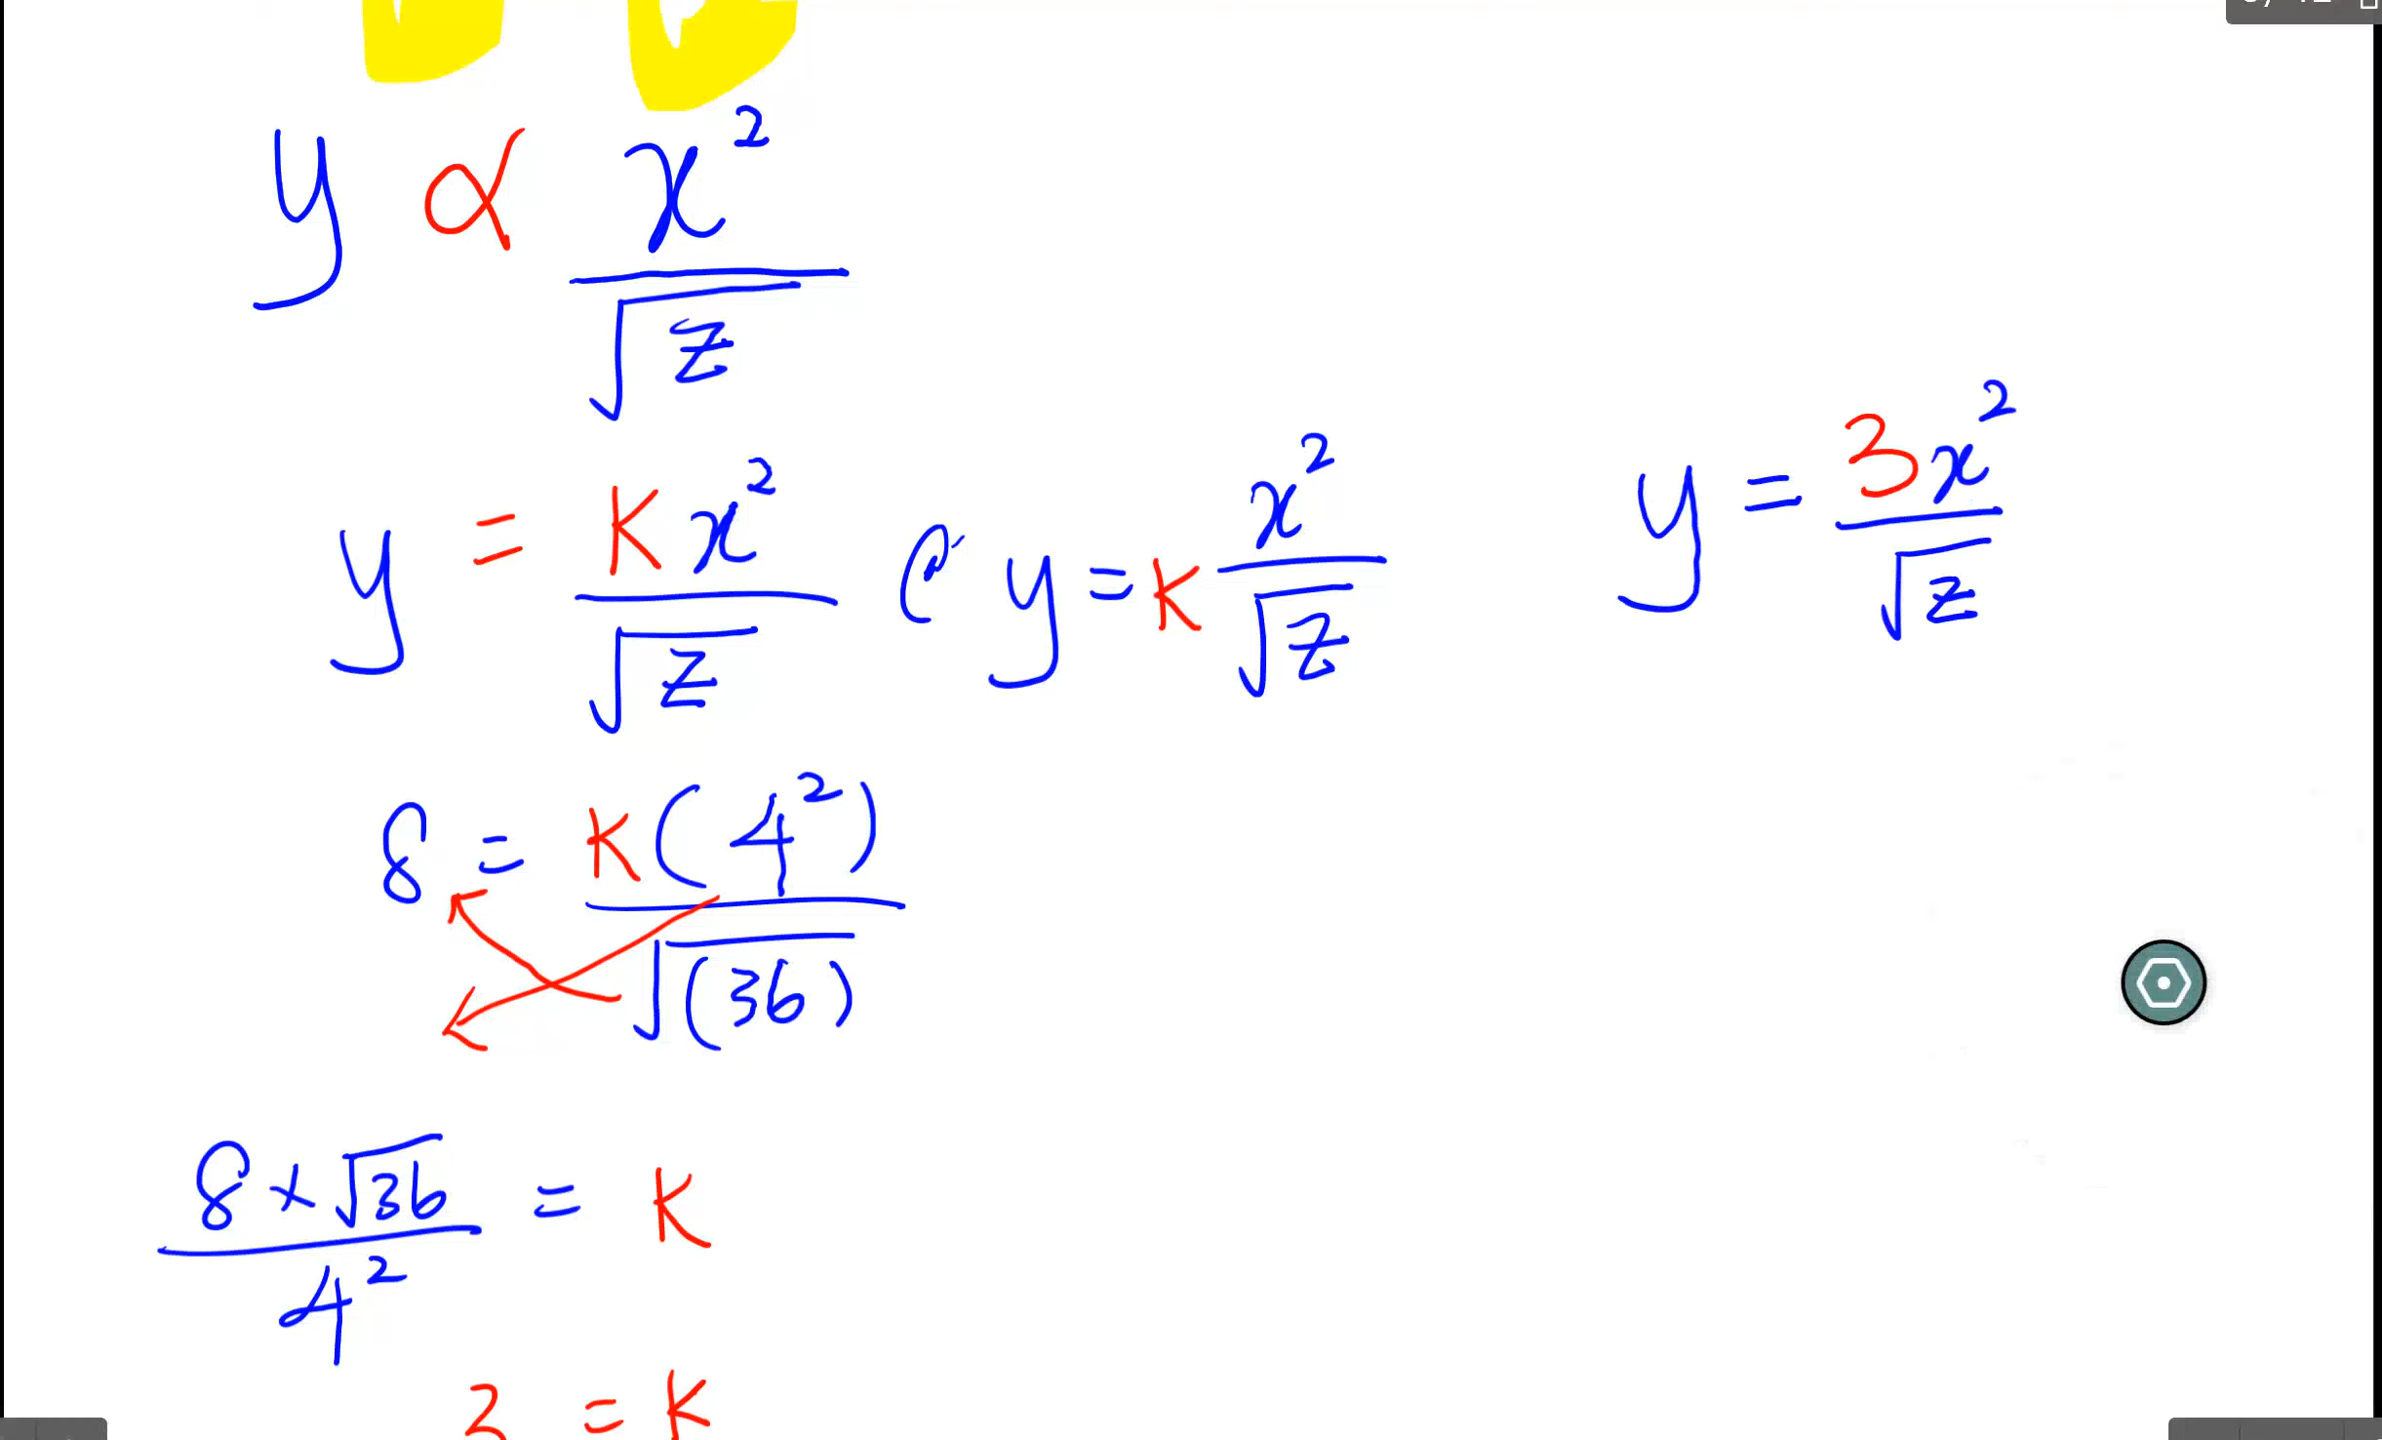 y ∝ x² / √z
y = Kx² / √z @ y = K x² / √z
y = 3x² / √z
8 = K(4²) / √(36)
8 × √36 / 4² = K
3 = K